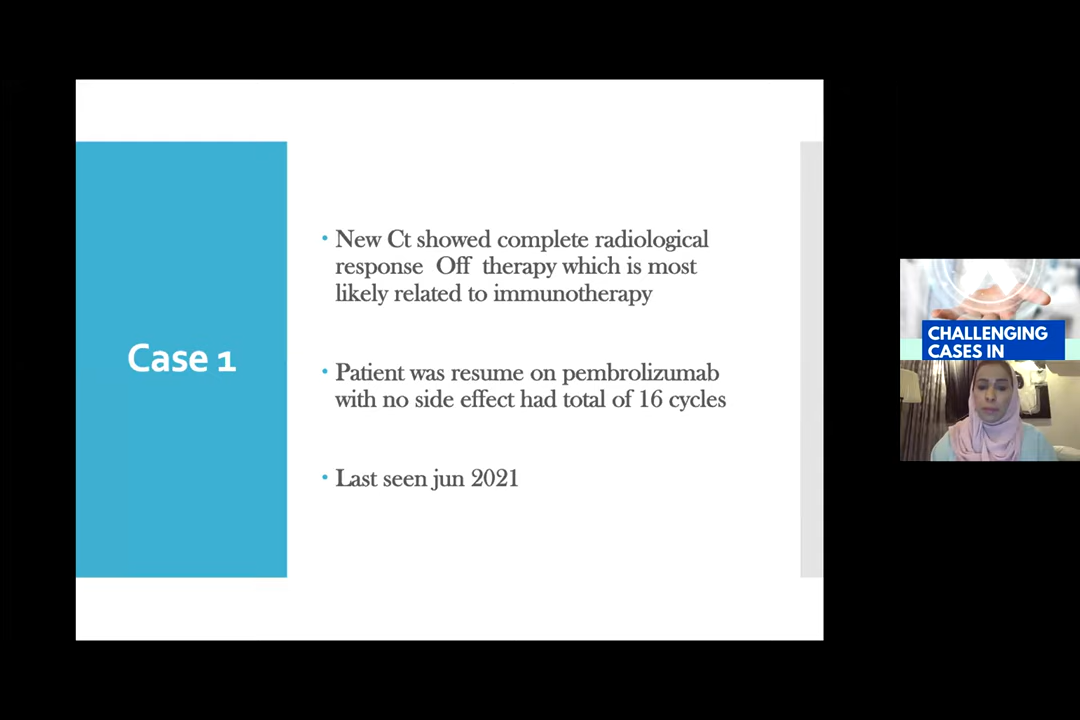 Case 1
New Ct showed complete radiological
response Off therapy which is most
likely related to immunotherapy
Patient was resume on pembrolizumab
with no side effect had total of 16 cycles
Last seen jun 2021
CHALLENGING
CASES IN